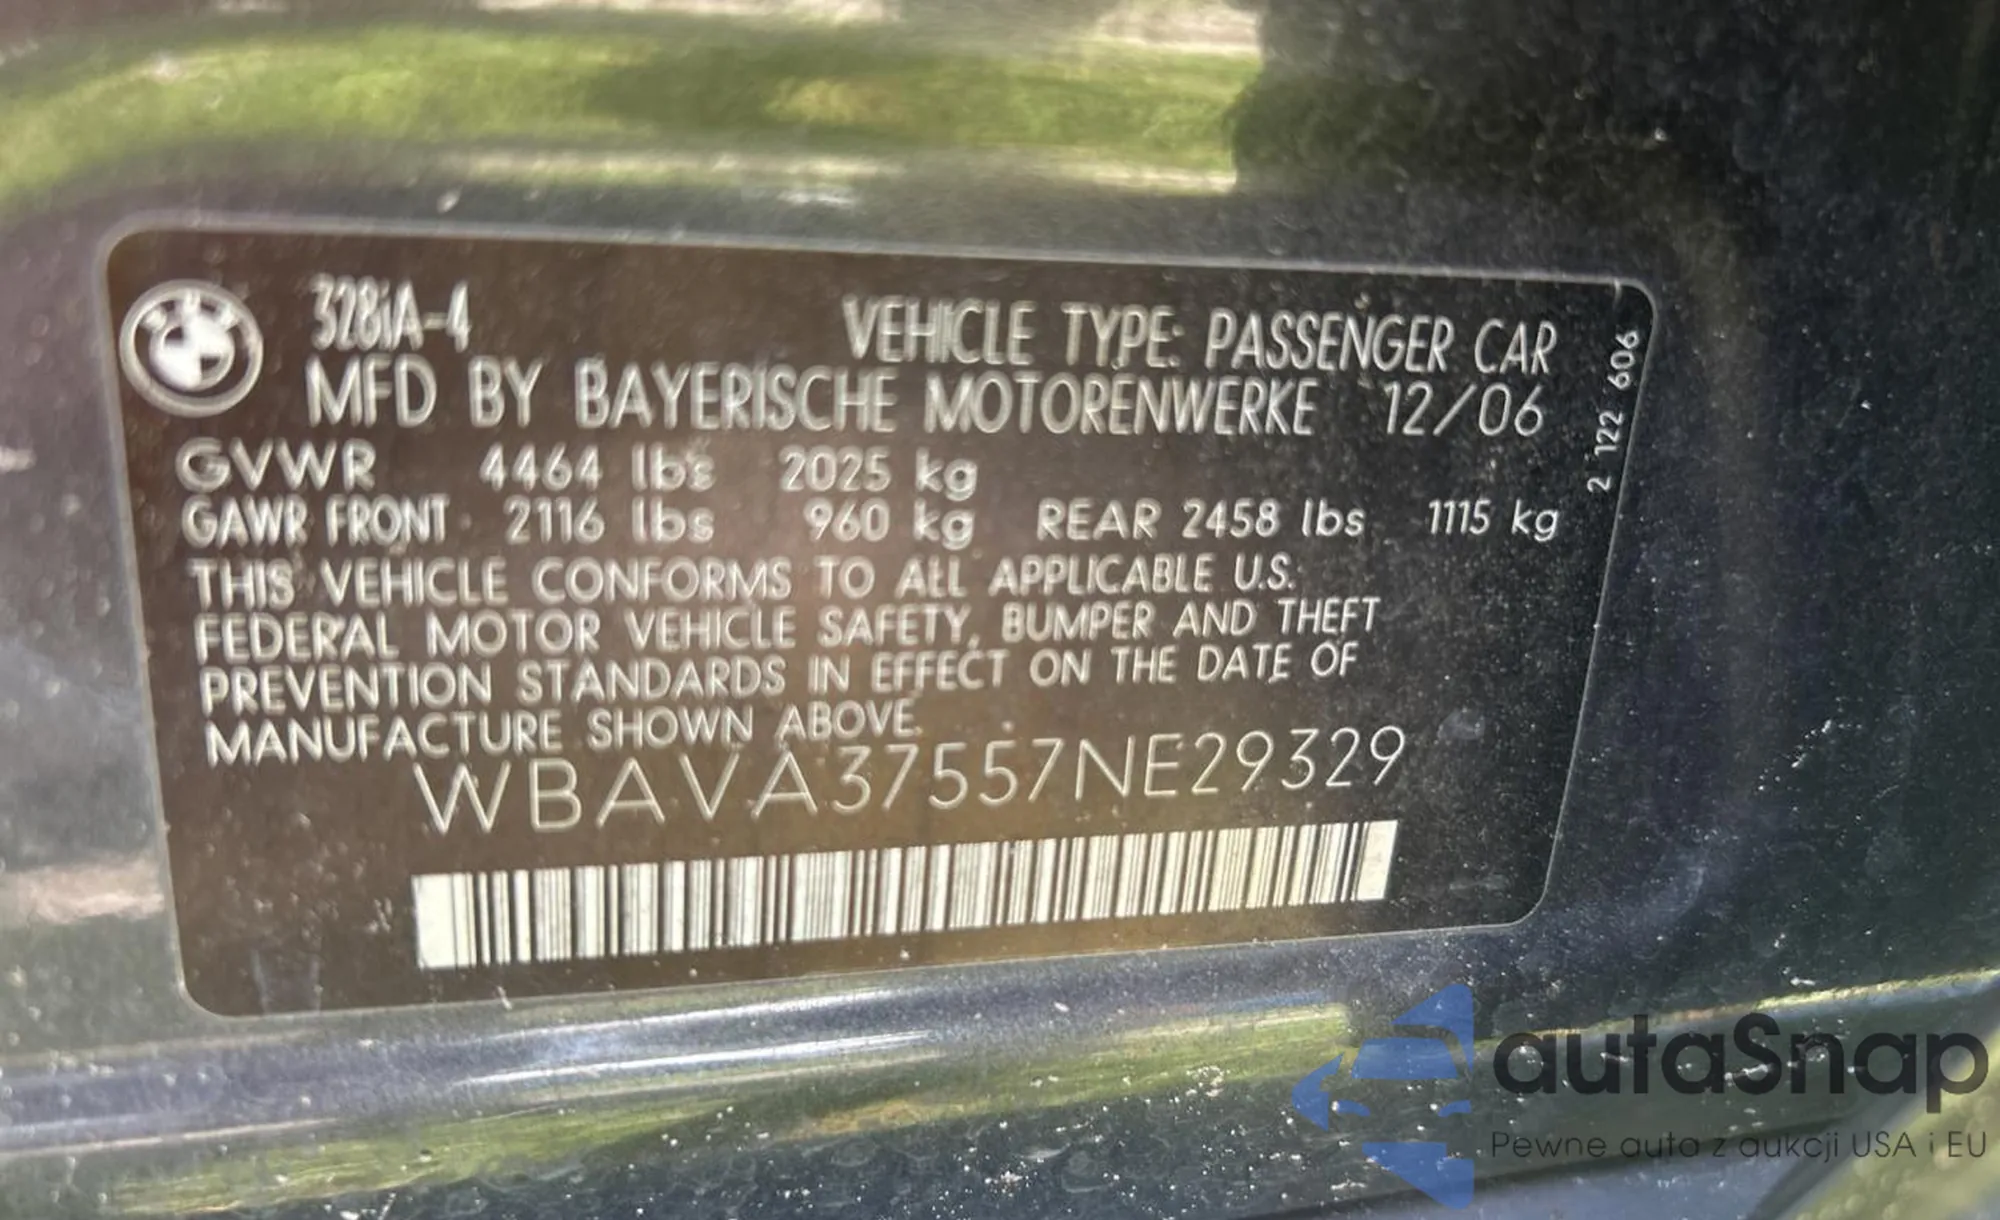 328iA-4
VEHICLE TYPE: PASSENGER CAR
MFD BY BAYERISCHE MOTORENWERKE 12/06
GVWR 4464 lbs 2025 kg
GAWR FRONT 2116 lbs 960 kg REAR 2458 lbs 1115 kg
THIS VEHICLE CONFORMS TO ALL APPLICABLE U.S.
FEDERAL MOTOR VEHICLE SAFETY, BUMPER AND THEFT
PREVENTION STANDARDS IN EFFECT ON THE DATE OF
MANUFACTURE SHOWN ABOVE.
WBAVA37557NE29329
2 122 606
autaSnap
Pewne auta z aukcji USA i EU